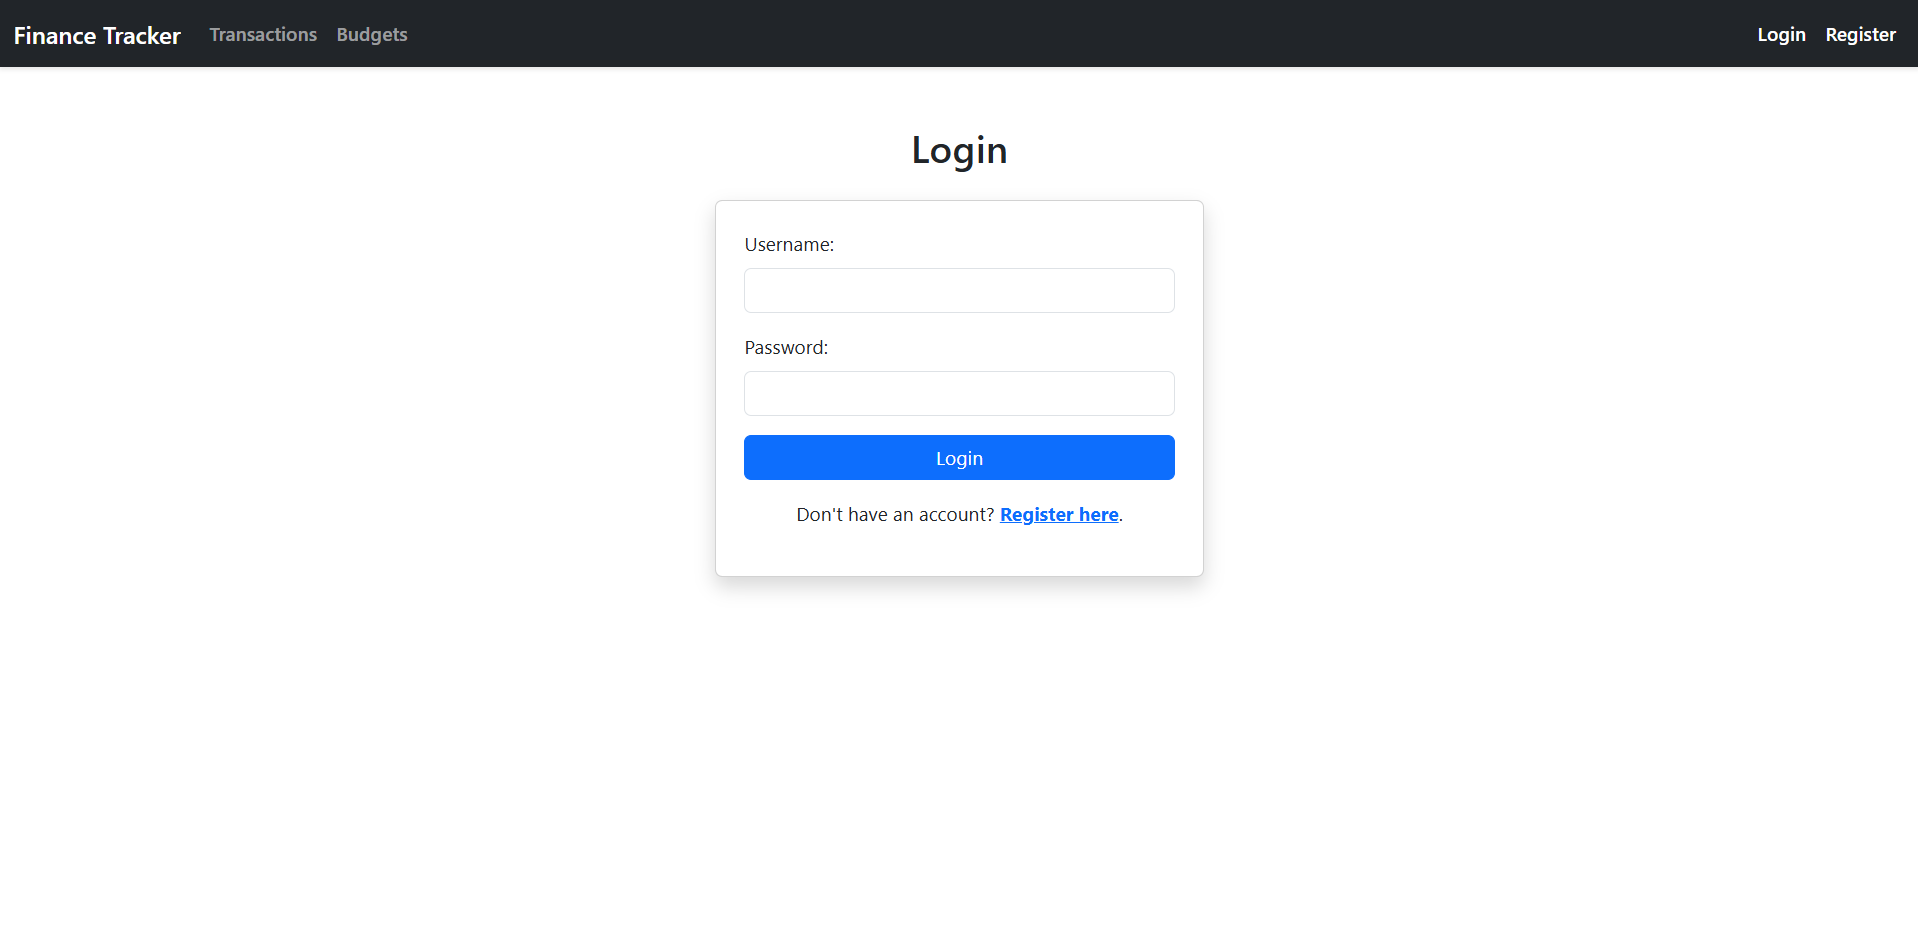 Finance Tracker Transactions Budgets Login Register
Login
Username:
Password:
Login
Don't have an account? Register here.